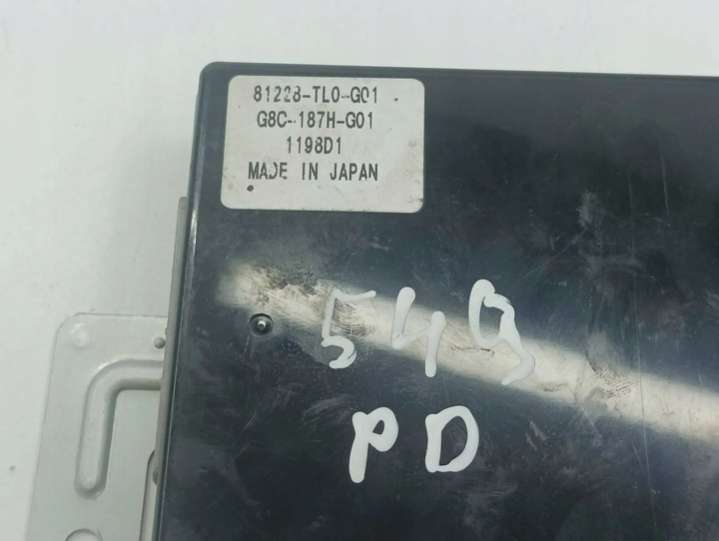 81228-TL0-G01
G8C-187H-G01
1198D1
MADE IN JAPAN
549
PD